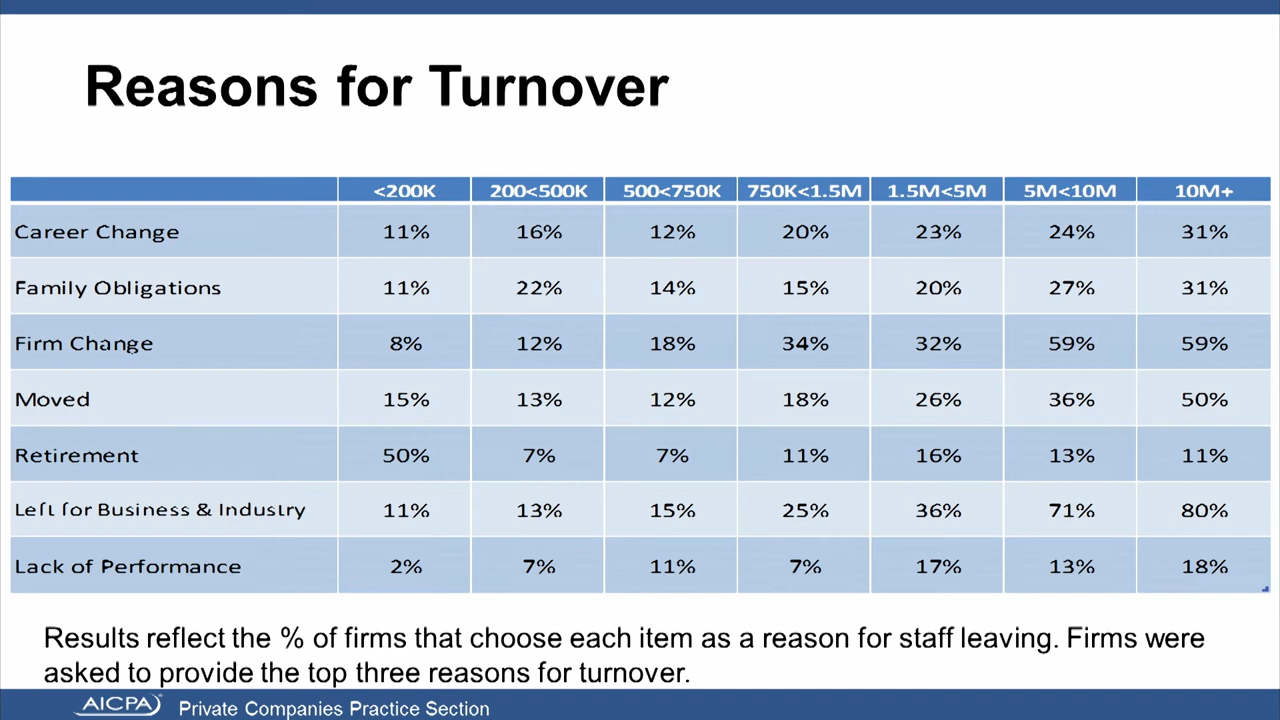 Reasons for Turnover
<200K 200<500K 500<750K 750K<1.5M 1.5M<5M 5M<10M 10M+
Career Change 11% 16% 12% 20% 23% 24% 31%
Family Obligations 11% 22% 14% 15% 20% 27% 31%
Firm Change 8% 12% 18% 34% 32% 59% 59%
Moved 15% 13% 12% 18% 26% 36% 50%
Retirement 50% 7% 7% 11% 16% 13% 11%
Left for Business & Industry 11% 13% 15% 25% 36% 71% 80%
Lack of Performance 2% 7% 11% 7% 17% 13% 18%
Results reflect the % of firms that choose each item as a reason for staff leaving. Firms were
asked to provide the top three reasons for turnover.
AICPA Private Companies Practice Section